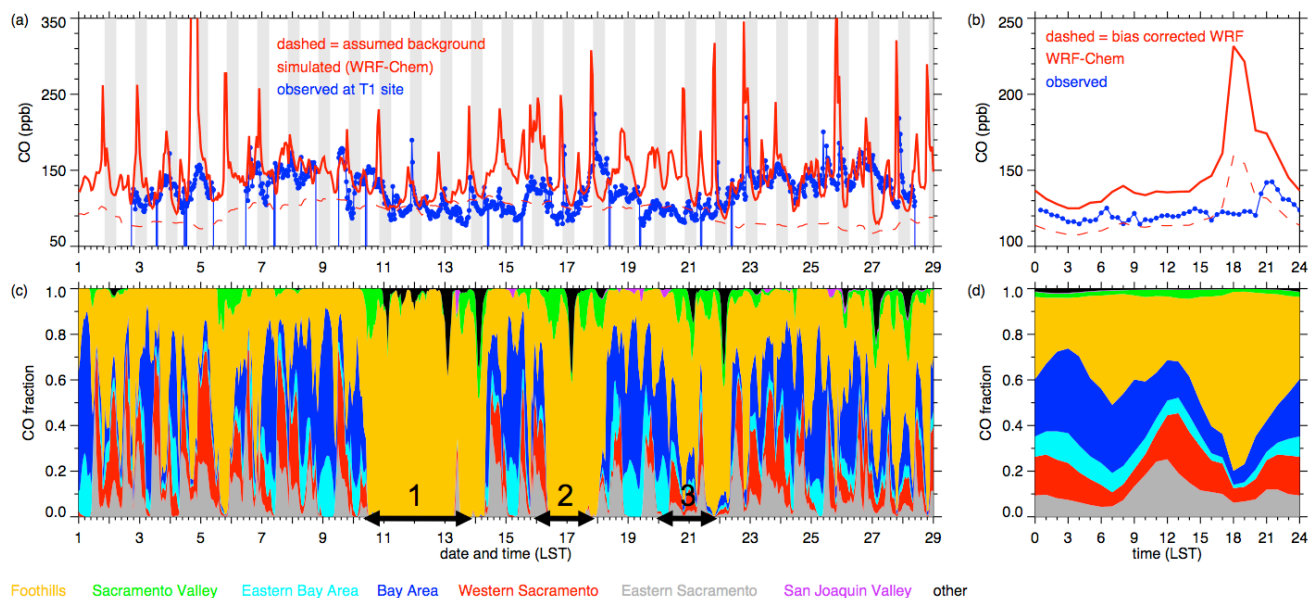 (a)
350
250
150
50
CO (ppb)
dashed = assumed background
simulated (WRF-Chem)
observed at T1 site
1 3 5 7 9 11 13 15 17 19 21 23 25 27 29
(b)
250
200
150
100
CO (ppb)
dashed = bias corrected WRF
WRF-Chem
observed
0 3 6 9 12 15 18 21 24
(c)
1.0
0.8
0.6
0.4
0.2
0.0
CO fraction
1 2 3
1 3 5 7 9 11 13 15 17 19 21 23 25 27 29
date and time (LST)
(d)
1.0
0.8
0.6
0.4
0.2
0.0
CO fraction
0 3 6 9 12 15 18 21 24
time (LST)
Foothills Sacramento Valley Eastern Bay Area Bay Area Western Sacramento Eastern Sacramento San Joaquin Valley other